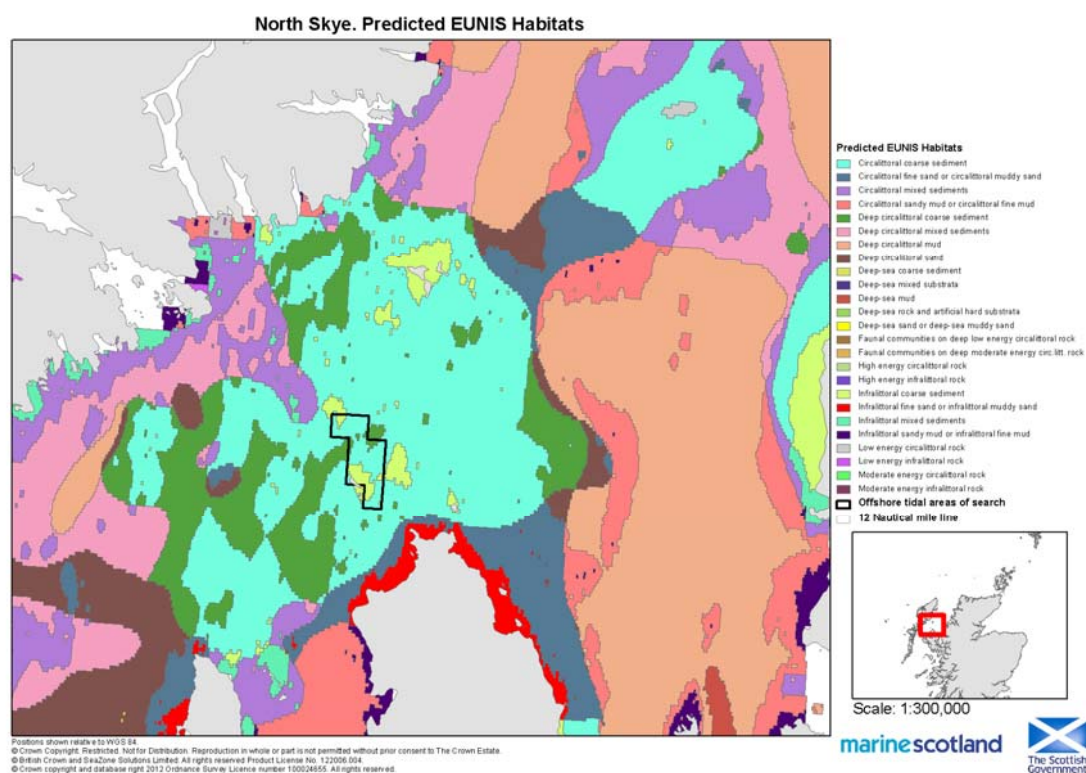 North Skye. Predicted EUNIS Habitats
Predicted EUNIS Habitats
Circalittoral coarse sediment
Circalittoral fine sand or circalittoral muddy sand
Circalittoral mixed sediments
Circalittoral sandy mud or circalittoral fine mud
Deep circalittoral coarse sediment
Deep circalittoral mixed sediments
Deep circalittoral mud
Deep circalittoral sand
Deep-sea coarse sediment
Deep-sea mixed substrata
Deep-sea mud
Deep-sea rock and artificial hard substrata
Deep-sea sand or deep-sea muddy sand
Faunal communities on deep low energy circalittoral rock
Faunal communities on deep moderate energy circ.litt. rock
High energy circalittoral rock
High energy infralittoral rock
Infralittoral coarse sediment
Infralittoral fine sand or infralittoral muddy sand
Infralittoral mixed sediments
Infralittoral sandy mud or infralittoral fine mud
Low energy circalittoral rock
Low energy infralittoral rock
Moderate energy circalittoral rock
Moderate energy infralittoral rock
Offshore tidal areas of search
12 Nautical mile line
Scale: 1:300,000
marinescotland
The Scottish
Government
Positions shown relative to WGS 84.
© Crown Copyright. Restricted. Not for Distribution. Reproduction in whole or part is not permitted without prior consent to The Crown Estate.
© British Crown and SeaZone Solutions Limited. All rights reserved. Product License No. 122006.004.
© Crown copyright and database right 2012 Ordnance Survey Licence number 100024655. All rights reserved.